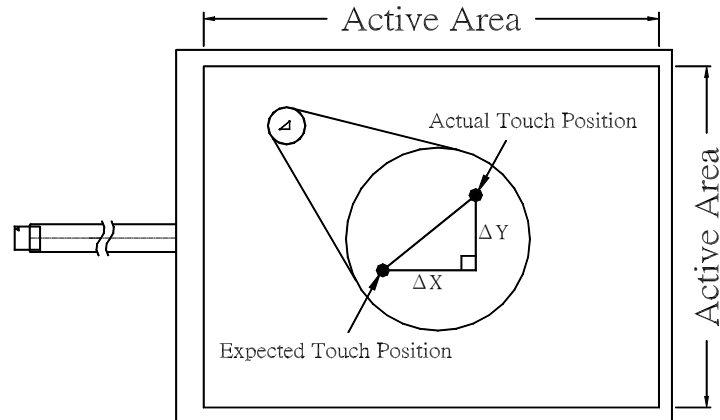 Active Area
Actual Touch Position
Active Area
ΔY
ΔX
Expected Touch Position